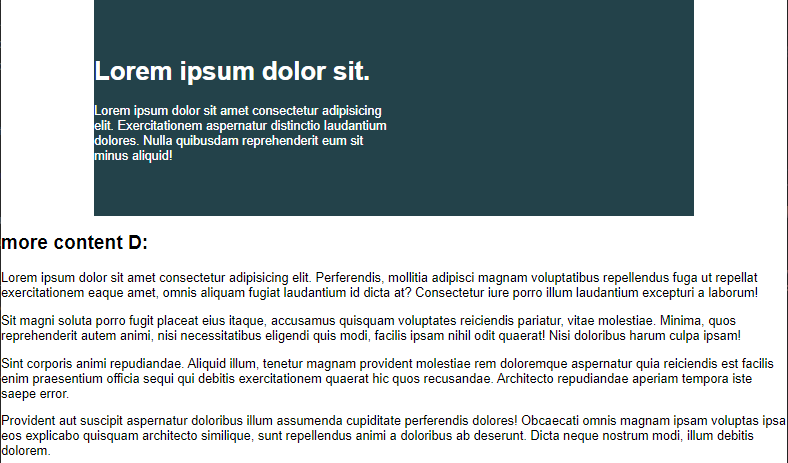 Lorem ipsum dolor sit.
Lorem ipsum dolor sit amet consectetur adipisicing
elit. Exercitationem aspernatur distinctio laudantium
dolores. Nulla quibusdam reprehenderit eum sit
minus aliquid!
more content D:
Lorem ipsum dolor sit amet consectetur adipisicing elit. Perferendis, mollitia adipisci magnam voluptatibus repellendus fuga ut repellat
exercitationem eaque amet, omnis aliquam fugiat laudantium id dicta at? Consectetur iure porro illum laudantium excepturi a laborum!
Sit magni soluta porro fugit placeat eius itaque, accusamus quisquam voluptates reiciendis pariatur, vitae molestiae. Minima, quos
reprehenderit autem animi, nisi necessitatibus eligendi quis modi, facilis ipsam nihil odit quaerat! Nisi doloribus harum culpa ipsam!
Sint corporis animi repudiandae. Aliquid illum, tenetur magnam provident molestiae rem doloremque aspernatur quia reiciendis est facilis
enim praesentium officia sequi qui debitis exercitationem quaerat hic quos recusandae. Architecto repudiandae aperiam tempora iste
saepe error.
Provident aut suscipit aspernatur doloribus illum assumenda cupiditate perferendis dolores! Obcaecati omnis magnam ipsam voluptas ipsa
eos explicabo quisquam architecto similique, sunt repellendus animi a doloribus ab deserunt. Dicta neque nostrum modi, illum debitis
dolorem.